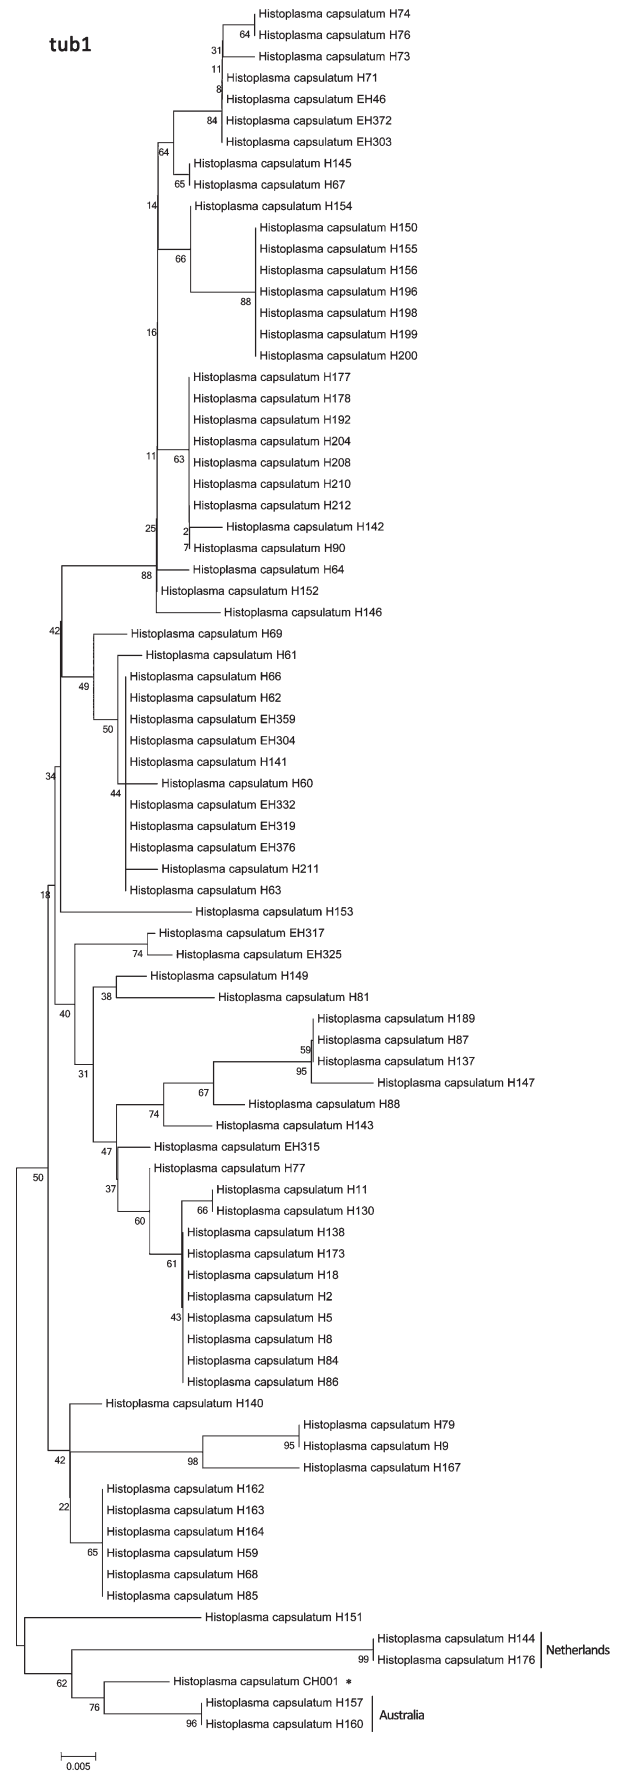 tub1
Histoplasma capsulatum H74
64
Histoplasma capsulatum H76
31
Histoplasma capsulatum H73
11
Histoplasma capsulatum H71
8
Histoplasma capsulatum EH46
84
Histoplasma capsulatum EH372
Histoplasma capsulatum EH303
64
Histoplasma capsulatum H145
65
Histoplasma capsulatum H67
14
Histoplasma capsulatum H154
Histoplasma capsulatum H150
Histoplasma capsulatum H155
66
Histoplasma capsulatum H156
Histoplasma capsulatum H196
88
Histoplasma capsulatum H198
16
Histoplasma capsulatum H199
Histoplasma capsulatum H200
Histoplasma capsulatum H177
Histoplasma capsulatum H178
Histoplasma capsulatum H192
Histoplasma capsulatum H204
11
63
Histoplasma capsulatum H208
Histoplasma capsulatum H210
Histoplasma capsulatum H212
25
2
Histoplasma capsulatum H142
7
Histoplasma capsulatum H90
88
Histoplasma capsulatum H64
Histoplasma capsulatum H152
Histoplasma capsulatum H146
42
Histoplasma capsulatum H69
Histoplasma capsulatum H61
49
Histoplasma capsulatum H66
Histoplasma capsulatum H62
50
Histoplasma capsulatum EH359
Histoplasma capsulatum EH304
Histoplasma capsulatum H141
34
44
Histoplasma capsulatum H60
Histoplasma capsulatum EH332
Histoplasma capsulatum EH319
Histoplasma capsulatum EH376
Histoplasma capsulatum H211
18
Histoplasma capsulatum H63
Histoplasma capsulatum H153
Histoplasma capsulatum EH317
74
Histoplasma capsulatum EH325
Histoplasma capsulatum H149
38
Histoplasma capsulatum H81
40
Histoplasma capsulatum H189
Histoplasma capsulatum H87
59
Histoplasma capsulatum H137
95
31
Histoplasma capsulatum H147
67
Histoplasma capsulatum H88
74
Histoplasma capsulatum H143
47
Histoplasma capsulatum EH315
50
Histoplasma capsulatum H77
37
Histoplasma capsulatum H11
66
Histoplasma capsulatum H130
60
Histoplasma capsulatum H138
Histoplasma capsulatum H173
61
Histoplasma capsulatum H18
Histoplasma capsulatum H2
43
Histoplasma capsulatum H5
Histoplasma capsulatum H8
Histoplasma capsulatum H84
Histoplasma capsulatum H86
Histoplasma capsulatum H140
Histoplasma capsulatum H79
95
Histoplasma capsulatum H9
42
98
Histoplasma capsulatum H167
Histoplasma capsulatum H162
22
Histoplasma capsulatum H163
Histoplasma capsulatum H164
65
Histoplasma capsulatum H59
Histoplasma capsulatum H68
Histoplasma capsulatum H85
Histoplasma capsulatum H151
Histoplasma capsulatum H144
Netherlands
99
Histoplasma capsulatum H176
62
Histoplasma capsulatum CH001 *
76
Histoplasma capsulatum H157
Australia
96
Histoplasma capsulatum H160
0.005